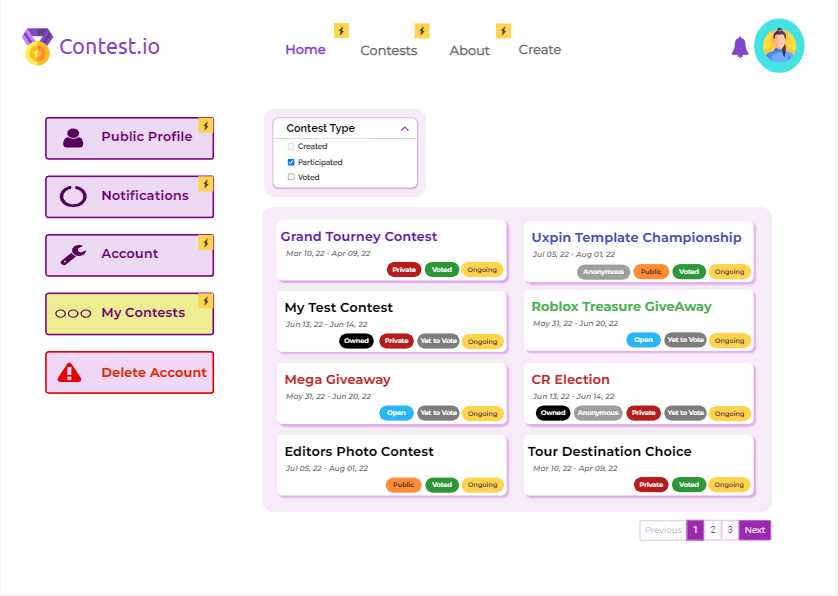 Contest.io
Home Contests About Create
Public Profile
Notifications
Account
My Contests
Delete Account
Contest Type
Created
Participated
Voted
Grand Tourney Contest
Mar 10, 22 - Apr 09, 22
Private Voted Ongoing
Uxpin Template Championship
Jul 05, 22 - Aug 01, 22
Anonymous Public Voted Ongoing
My Test Contest
Jun 13, 22 - Jun 14, 22
Owned Private Yet to Vote Ongoing
Roblox Treasure GiveAway
May 31, 22 - Jun 20, 22
Open Yet to Vote Ongoing
Mega Giveaway
May 31, 22 - Jun 20, 22
Open Yet to Vote Ongoing
CR Election
Jun 13, 22 - Jun 14, 22
Owned Anonymous Private Yet to Vote Ongoing
Editors Photo Contest
Jul 05, 22 - Aug 01, 22
Public Voted Ongoing
Tour Destination Choice
Mar 10, 22 - Apr 09, 22
Private Voted Ongoing
Previous 1 2 3 Next